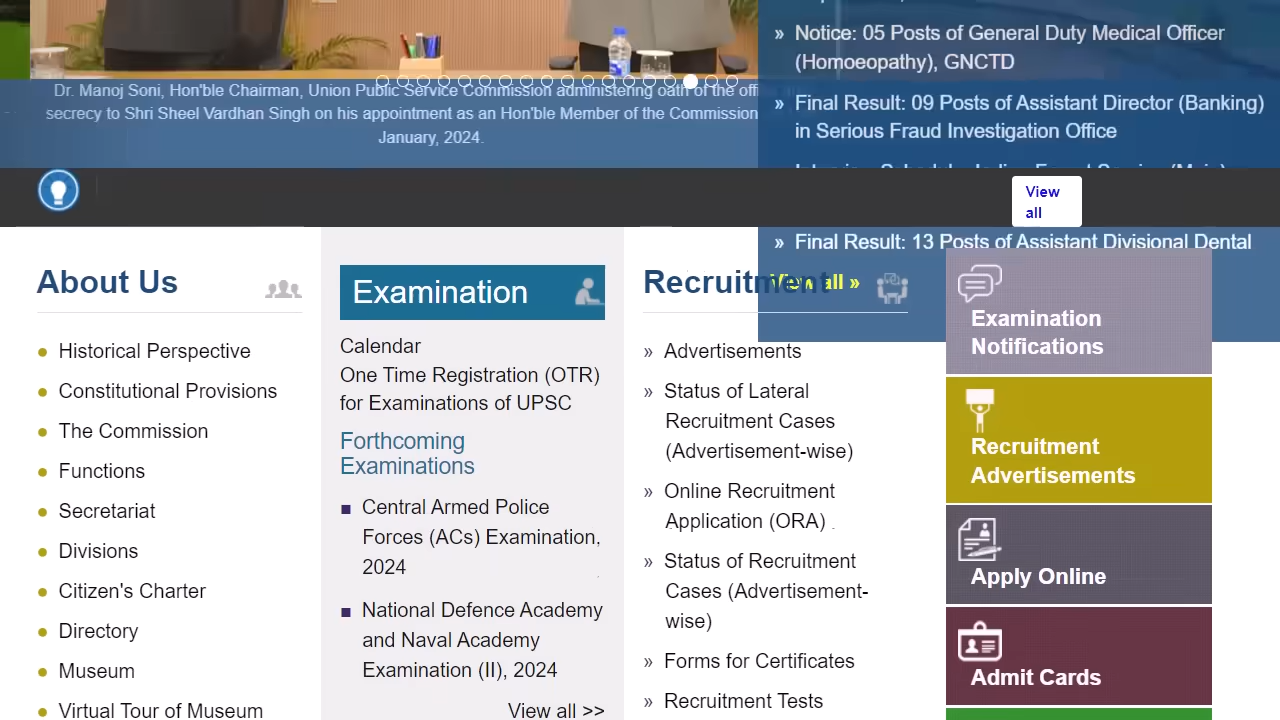 Notice: 05 Posts of General Duty Medical Officer
(Homoeopathy), GNCTD
Final Result: 09 Posts of Assistant Director (Banking)
in Serious Fraud Investigation Office
Dr. Manoj Soni, Hon'ble Chairman, Union Public Service Commission administering oath of the
secrecy to Shri Sheel Vardhan Singh on his appointment as an Hon'ble Member of the Commission
January, 2024.
View
all
Final Result: 13 Posts of Assistant Divisional Dental
View all »
About Us
Historical Perspective
Constitutional Provisions
The Commission
Functions
Secretariat
Divisions
Citizen's Charter
Directory
Museum
Virtual Tour of Museum
Examination
Calendar
One Time Registration (OTR)
for Examinations of UPSC
Forthcoming
Examinations
Central Armed Police
Forces (ACs) Examination,
2024
National Defence Academy
and Naval Academy
Examination (II), 2024
View all >>
Recruitment
Advertisements
Status of Lateral
Recruitment Cases
(Advertisement-wise)
Online Recruitment
Application (ORA)
Status of Recruitment
Cases (Advertisement-
wise)
Forms for Certificates
Recruitment Tests
Examination
Notifications
Recruitment
Advertisements
Apply Online
Admit Cards